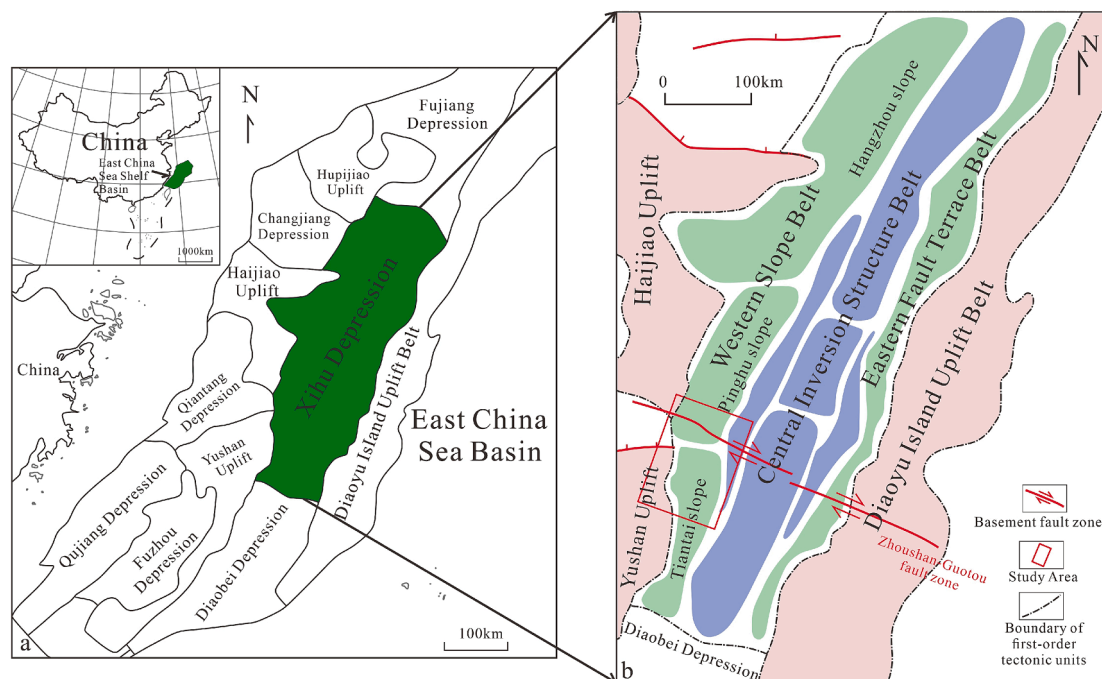 China
East China
Sea Shelf
Basin
1000km
N
Fujiang
Depression
Hupijiao
Uplift
Changjiang
Depression
Haijiao
Uplift
Xihu Depression
China
Qiantang
Depression
Yushan
Uplift
Diaoyu Island Uplift Belt
East China
Sea Basin
Qujiang Depression
Fuzhou
Depression
Diaobei Depression
100km
a
0
100km
N
Hangzhou slope
Haijiao Uplift
Western Slope Belt
Pinghu slope
Central Inversion Structure Belt
Eastern Fault Terrace Belt
Diaoyu Island Uplift Belt
Yushan Uplift
Tiantai slope
Zhoushan-Guotou
fault zone
Diaobei Depression
b
Basement fault zone
Study Area
Boundary of
first-order
tectonic units